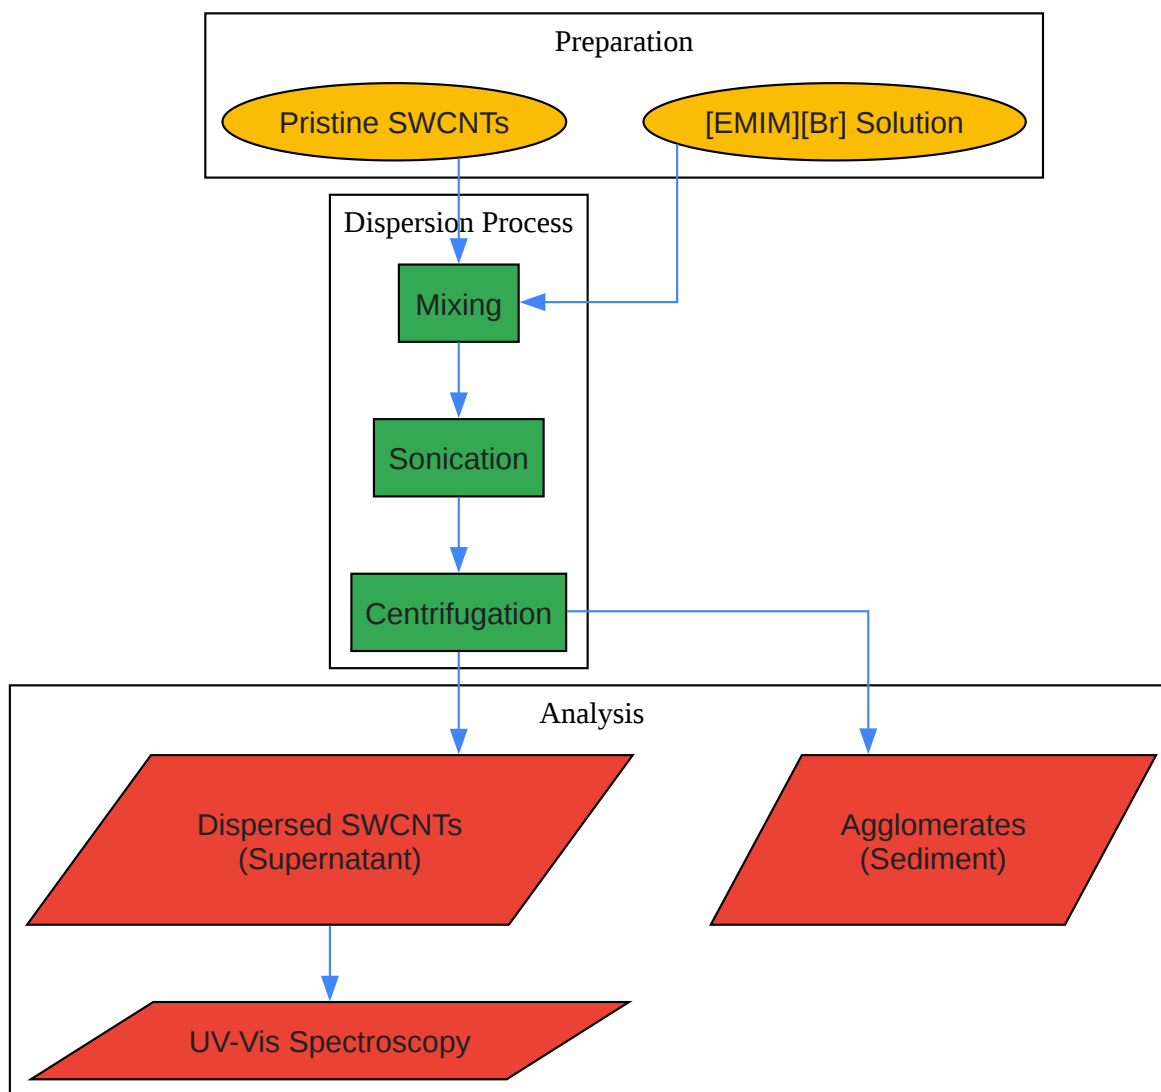 Preparation
Pristine SWCNTs
[EMIM][Br] Solution
Dispersion Process
Mixing
Sonication
Centrifugation
Analysis
Dispersed SWCNTs
(Supernatant)
Agglomerates
(Sediment)
UV-Vis Spectroscopy